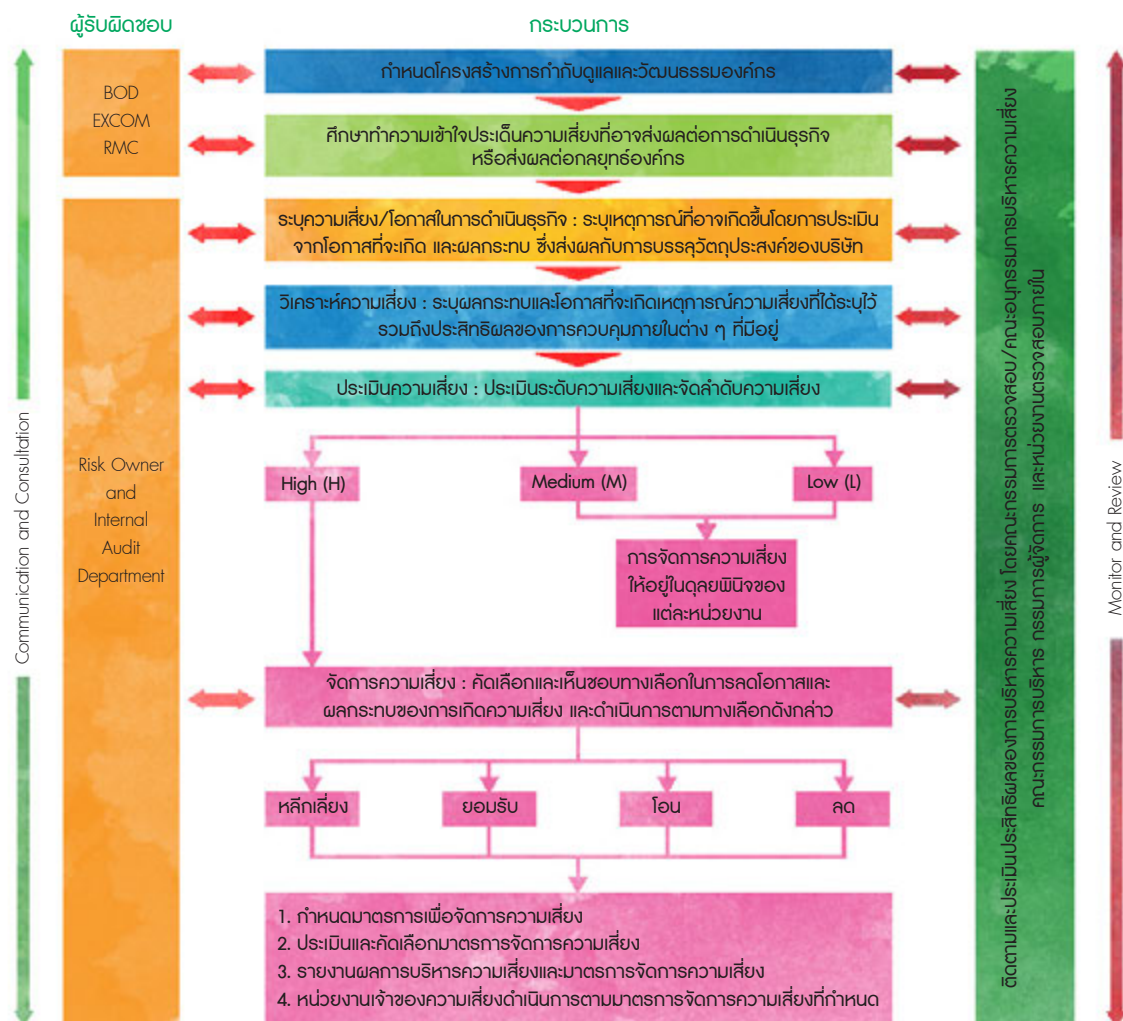 ผู้รับผิดชอบ
กระบวนการ
BOD
EXCOM
RMC
กำหนดโครงสร้างการกำกับดูแลและวัฒนธรรมองค์กร
ศึกษาทำความเข้าใจประเด็นความเสี่ยงที่อาจส่งผลต่อการดำเนินธุรกิจ
หรือส่งผลต่อกลยุทธ์องค์กร
ระบุความเสี่ยง/โอกาสในการดำเนินธุรกิจ : ระบุเหตุการณ์ที่อาจเกิดขึ้นโดยการประเมิน
จากโอกาสที่จะเกิด และผลกระทบ ซึ่งส่งผลกับการบรรลุวัตถุประสงค์ของบริษัท
วิเคราะห์ความเสี่ยง : ระบุผลกระทบและโอกาสที่จะเกิดเหตุการณ์ความเสี่ยงที่ได้ระบุไว้
รวมถึงประสิทธิผลของการควบคุมภายในต่าง ๆ ที่มีอยู่
ประเมินความเสี่ยง : ประเมินระดับความเสี่ยงและจัดลำดับความเสี่ยง
Risk Owner
and
Internal
Audit
Department
High (H)
Medium (M)
Low (L)
การจัดการความเสี่ยง
ให้อยู่ในดุลยพินิจของ
แต่ละหน่วยงาน
จัดการความเสี่ยง : คัดเลือกและเห็นชอบทางเลือกในการลดโอกาสและ
ผลกระทบของการเกิดความเสี่ยง และดำเนินการตามทางเลือกดังกล่าว
หลีกเลี่ยง
ยอมรับ
โอน
ลด
1. กำหนดมาตรการเพื่อจัดการความเสี่ยง
2. ประเมินและคัดเลือกมาตรการจัดการความเสี่ยง
3. รายงานผลการบริหารความเสี่ยงและมาตรการจัดการความเสี่ยง
4. หน่วยงานเจ้าของความเสี่ยงดำเนินการตามมาตรการจัดการความเสี่ยงที่กำหนด
Communication and Consultation
ติดตามและประเมินประสิทธิผลของการบริหารความเสี่ยง โดยคณะกรรมการตรวจสอบ/คณะอนุกรรมการบริหารความเสี่ยง
คณะกรรมการบริหาร กรรมการผู้จัดการ และหน่วยงานตรวจสอบภายใน
Monitor and Review